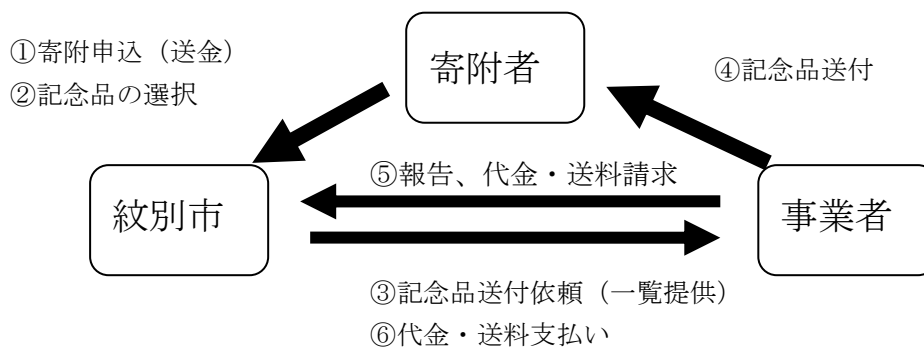 ①寄附申込（送金）
②記念品の選択
寄附者
④記念品送付
⑤報告、代金・送料請求
紋別市
事業者
③記念品送付依頼（一覧提供）
⑥代金・送料支払い